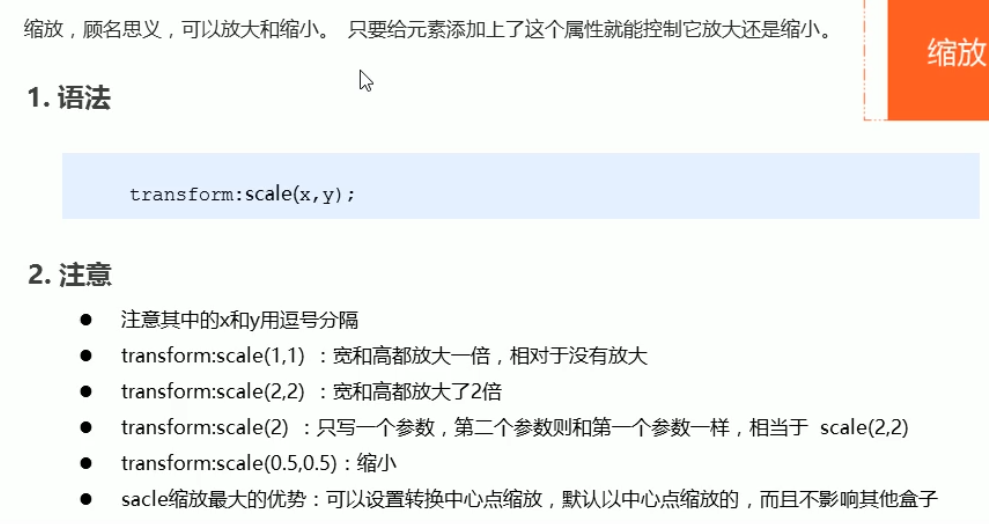 缩放，顾名思义，可以放大和缩小。 只要给元素添加上了这个属性就能控制它放大还是缩小。
缩放
1. 语法
transform:scale(x,y);
2. 注意
● 注意其中的x和y用逗号分隔
● transform:scale(1,1) ：宽和高都放大一倍，相对于没有放大
● transform:scale(2,2) ：宽和高都放大了2倍
● transform:scale(2) ：只写一个参数，第二个参数则和第一个参数一样，相当于 scale(2,2)
● transform:scale(0.5,0.5)：缩小
● sacle缩放最大的优势：可以设置转换中心点缩放，默认以中心点缩放的，而且不影响其他盒子